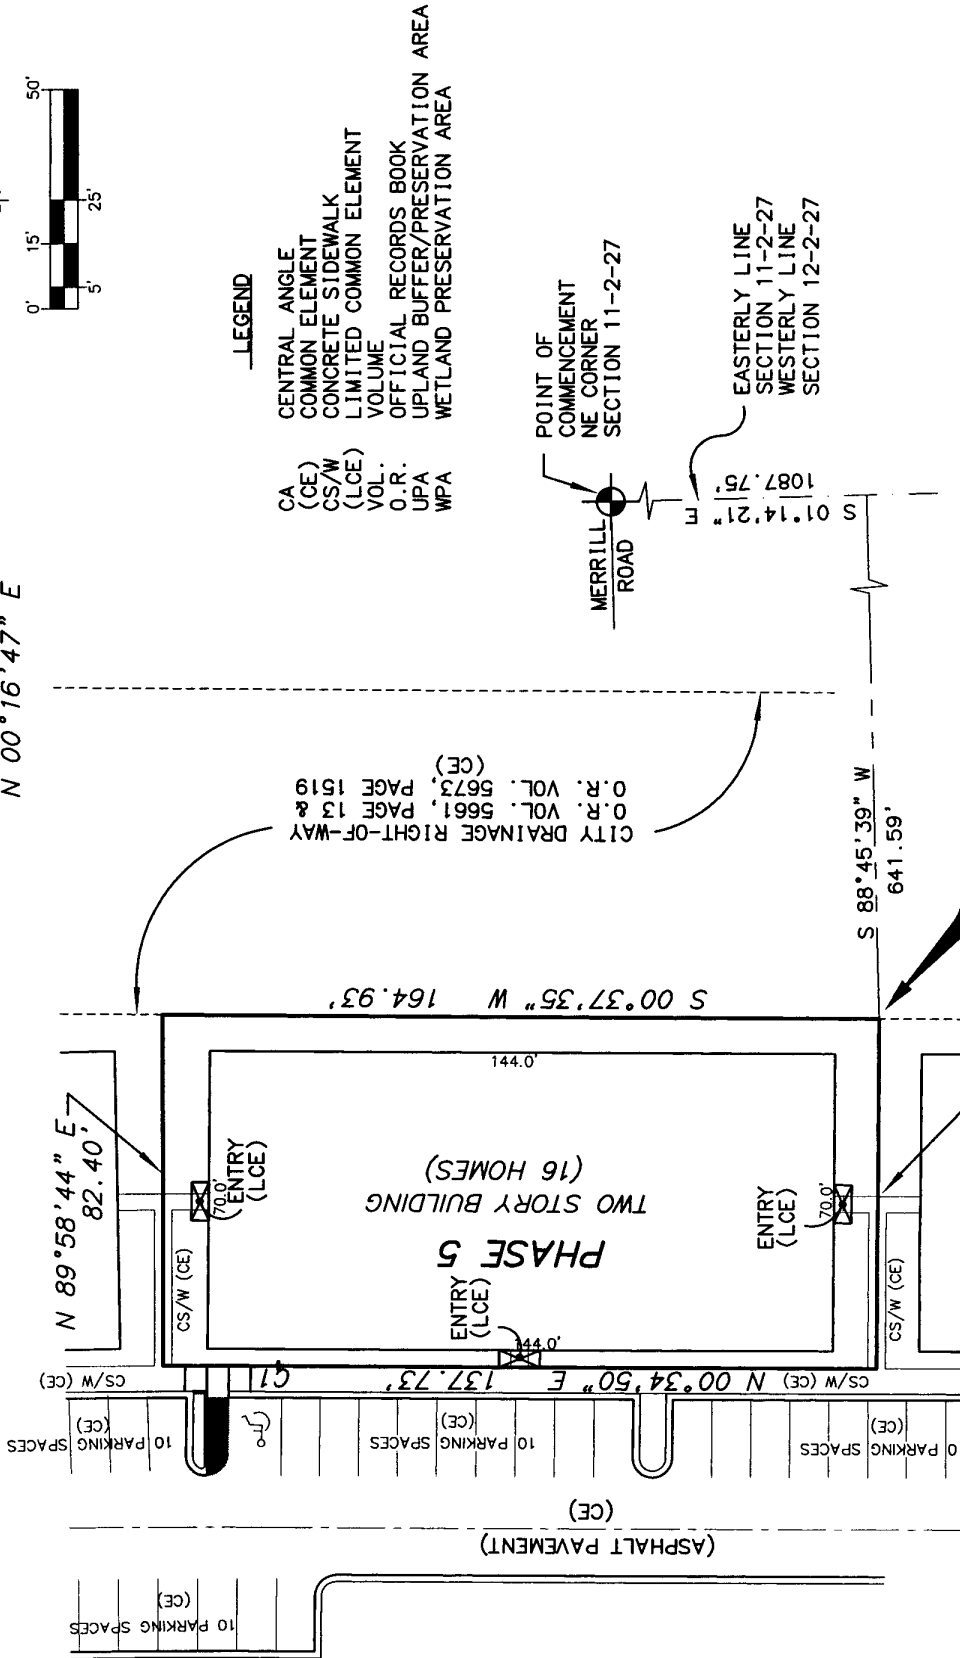 N 00°16'47" E
0'
15'
50'
5'
25'
LEGEND
CA CENTRAL ANGLE
(CE) COMMON ELEMENT
CS/W CONCRETE SIDEWALK
(LCE) LIMITED COMMON ELEMENT
VOL. VOLUME
O.R. OFFICIAL RECORDS BOOK
UPA UPLAND BUFFER/PRESERVATION AREA
WPA WETLAND PRESERVATION AREA
POINT OF
COMMENCEMENT
NE CORNER
SECTION 11-2-27
MERRILL
ROAD
EASTERLY LINE
SECTION 11-2-27
WESTERLY LINE
SECTION 12-2-27
S 01°14'21" E
1087.75'
CITY DRAINAGE RIGHT-OF-WAY
O.R. VOL. 5661, PAGE 13 &
O.R. VOL. 5673, PAGE 1519
(CE)
S 88°45'39" W
641.59'
S 00°37'35" W 164.93'
N 89°58'44" E
82.40'
144.0'
70.0'
ENTRY
(LCE)
PHASE 5
TWO STORY BUILDING
(16 HOMES)
ENTRY
(LCE)
70.0'
ENTRY
(LCE)
144.0'
CS/W (CE)
CS/W (CE)
CS/W (CE)
C1
N 00°34'50" E 137.73'
CS/W (CE)
10 PARKING SPACES
(CE)
10 PARKING SPACES
(CE)
0 PARKING SPACES
(CE)
(ASPHALT PAVEMENT)
(CE)
10 PARKING SPACES
(CE)